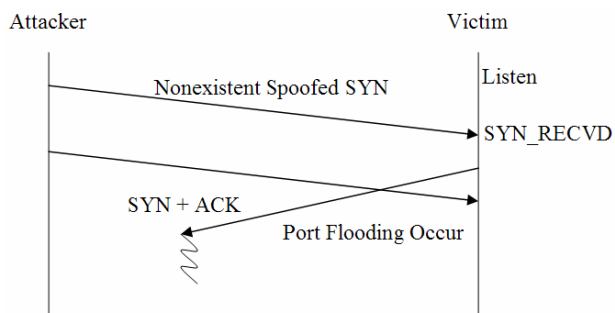 Attacker
Victim
Listen
Nonexistent Spoofed SYN
SYN_RECVD
SYN + ACK
Port Flooding Occur